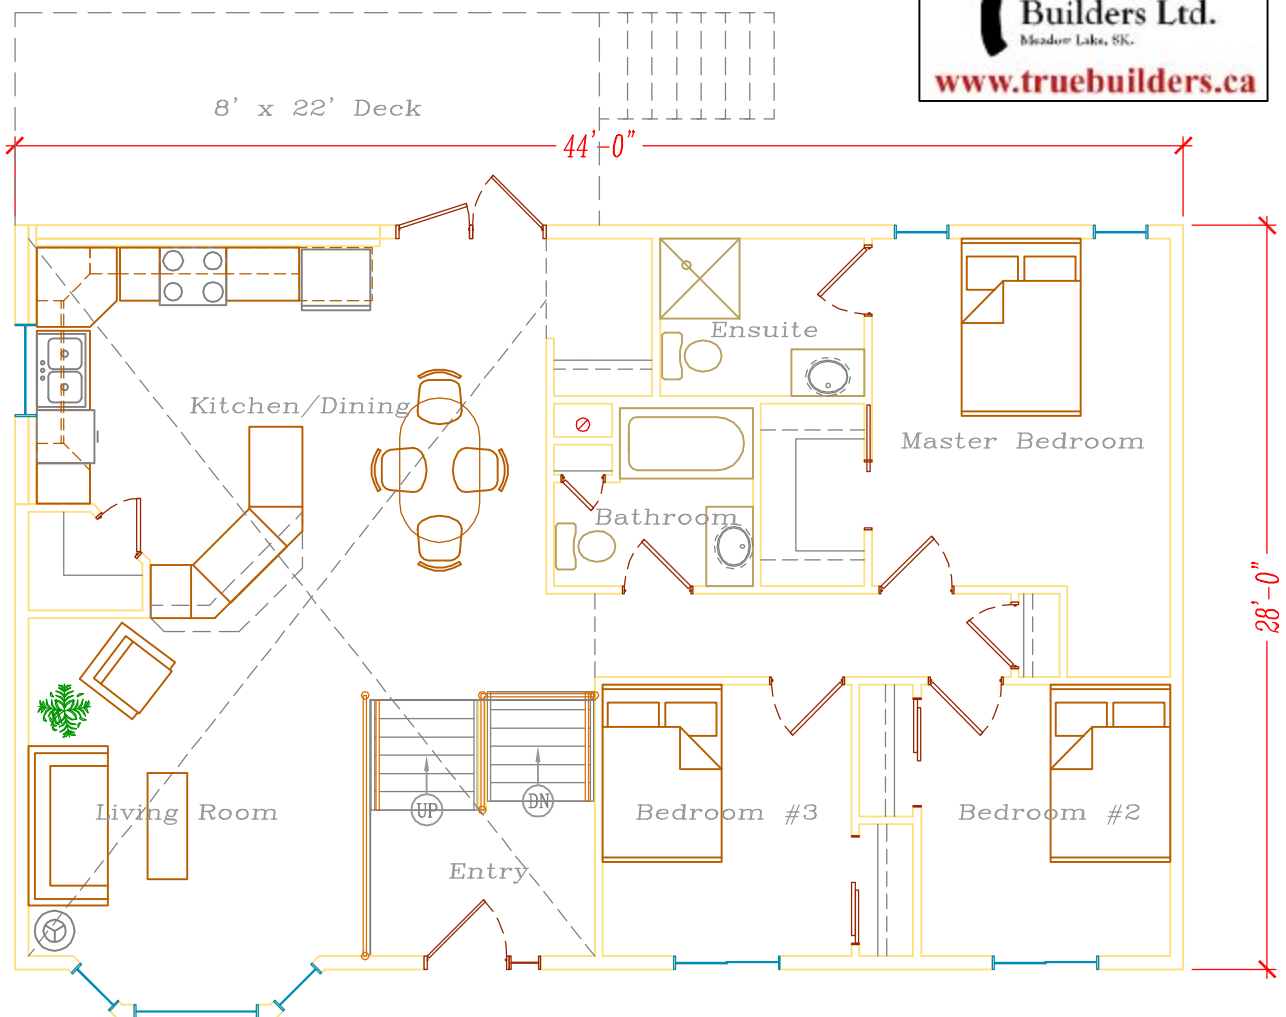 Builders Ltd.
Meadow Lake, SK.
www.truebuilders.ca
8' x 22' Deck
44'-0"
Ensuite
Kitchen/Dining
Master Bedroom
Bathroom
28'-0"
Living Room
UP
DN
Bedroom #3
Bedroom #2
Entry